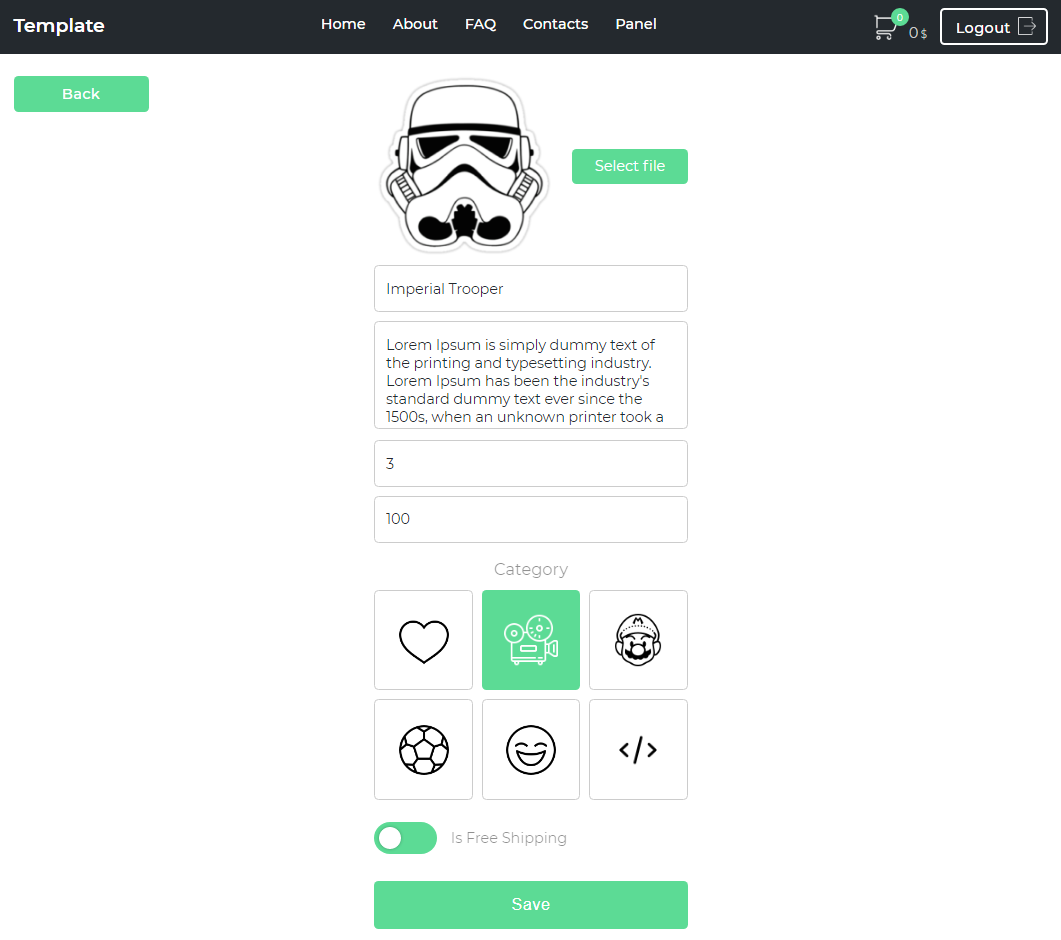 Template
Home About FAQ Contacts Panel
0
0 $
Logout
Back
Select file
Imperial Trooper
Lorem Ipsum is simply dummy text of
the printing and typesetting industry.
Lorem Ipsum has been the industry's
standard dummy text ever since the
1500s, when an unknown printer took a
3
100
Category
M
</>
Is Free Shipping
Save